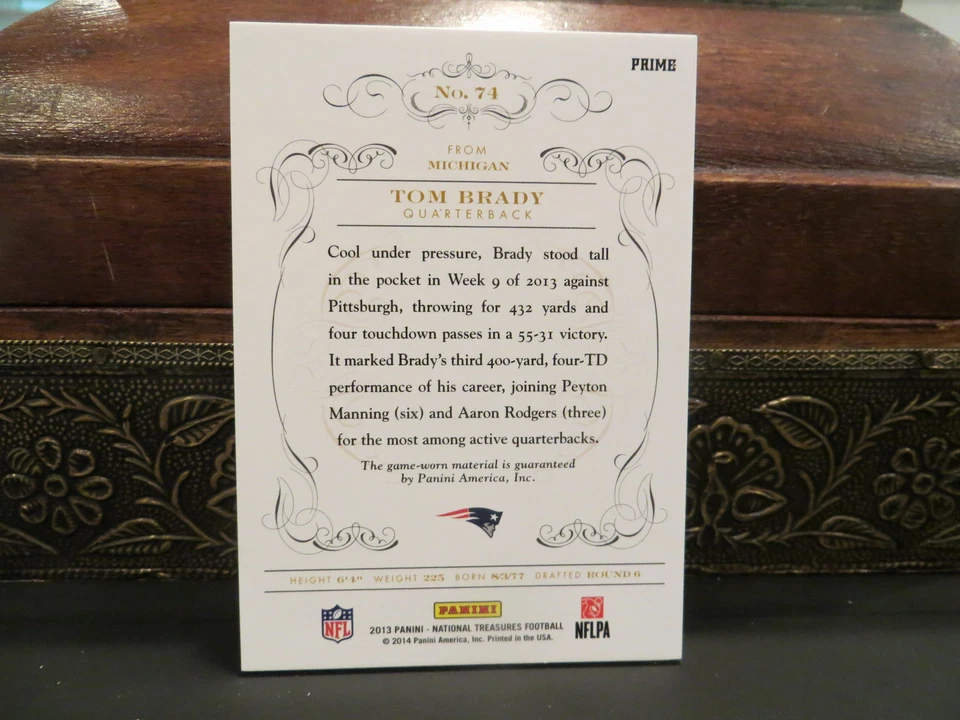 PRIME
No. 74
FROM
MICHIGAN
TOM BRADY
QUARTERBACK
Cool under pressure, Brady stood tall
in the pocket in Week 9 of 2013 against
Pittsburgh, throwing for 432 yards and
four touchdown passes in a 55-31 victory.
It marked Brady's third 400-yard, four-TD
performance of his career, joining Peyton
Manning (six) and Aaron Rodgers (three)
for the most among active quarterbacks.
The game-worn material is guaranteed
by Panini America, Inc.
HEIGHT 6'4" WEIGHT 225 BORN 8/3/77 DRAFTED ROUND 6
NFL
PANINI
2013 PANINI - NATIONAL TREASURES FOOTBALL
© 2014 Panini America, Inc. Printed in the USA.
NFLPA